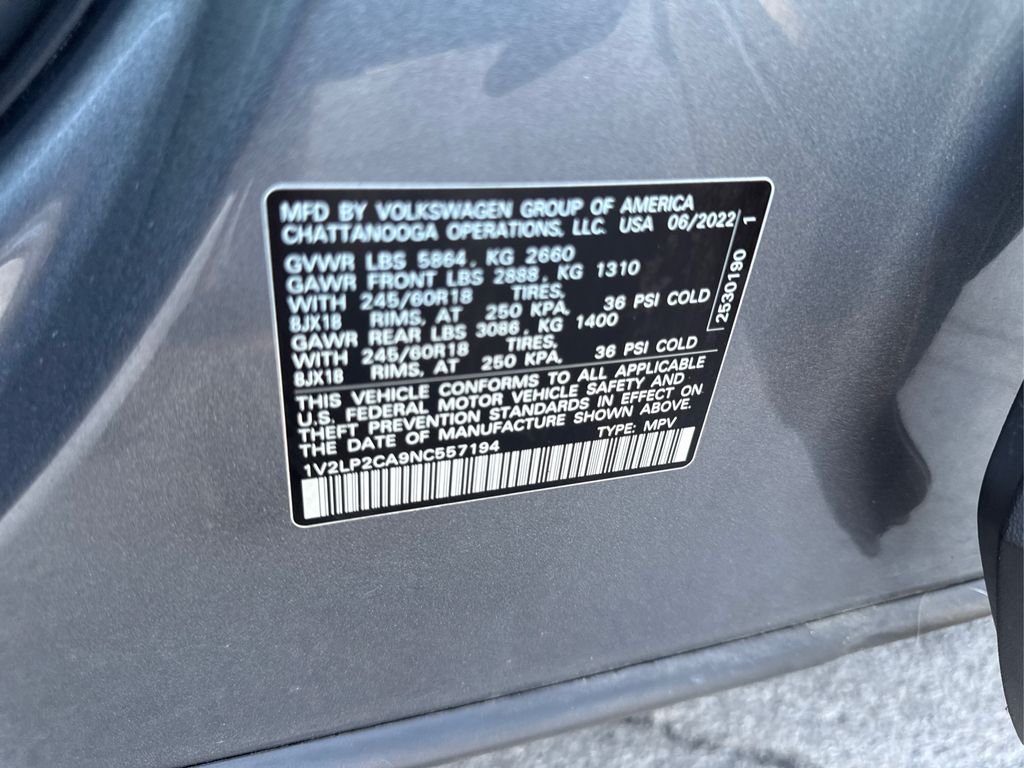 MFD BY VOLKSWAGEN GROUP OF AMERICA
CHATTANOOGA OPERATIONS, LLC. USA 06/2022
GVWR LBS 5864, KG 2660
GAWR FRONT LBS 2888, KG 1310
WITH 245/60R18 TIRES,
8JX18 RIMS, AT 250 KPA, 36 PSI COLD
GAWR REAR LBS 3086, KG 1400
WITH 245/60R18 TIRES,
8JX18 RIMS, AT 250 KPA, 36 PSI COLD
2530190 1
THIS VEHICLE CONFORMS TO ALL APPLICABLE
U.S. FEDERAL MOTOR VEHICLE SAFETY AND
THEFT PREVENTION STANDARDS IN EFFECT ON
THE DATE OF MANUFACTURE SHOWN ABOVE.
1V2LP2CA9NC557194 TYPE: MPV